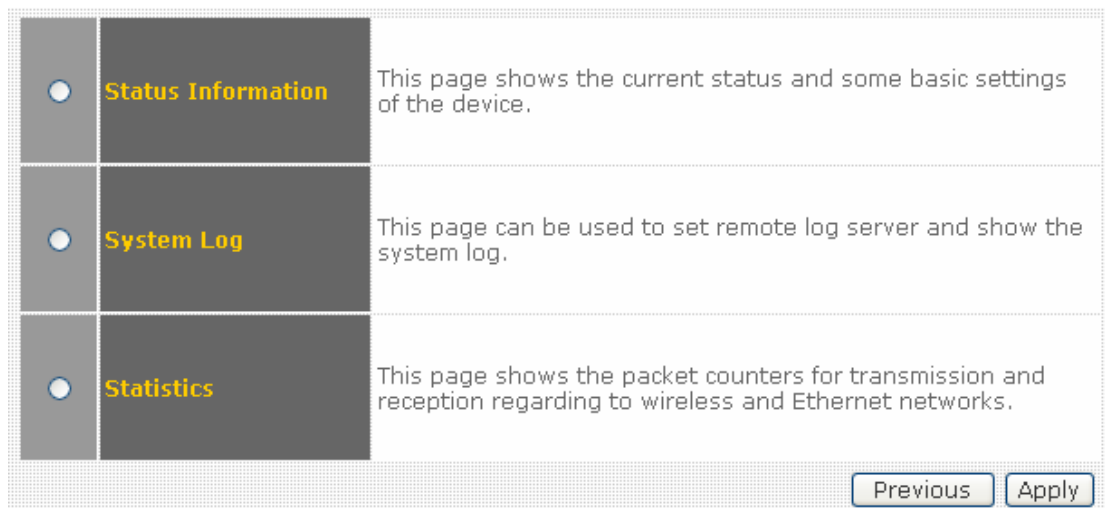 Status Information
This page shows the current status and some basic settings
of the device.
System Log
This page can be used to set remote log server and show the
system log.
Statistics
This page shows the packet counters for transmission and
reception regarding to wireless and Ethernet networks.
Previous Apply